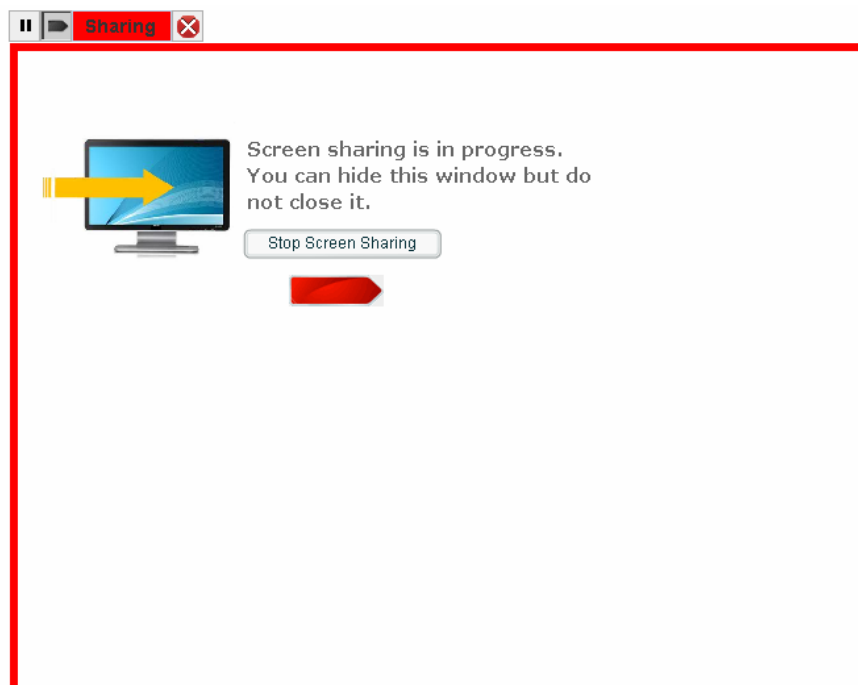 Sharing
Screen sharing is in progress.
You can hide this window but do
not close it.
Stop Screen Sharing